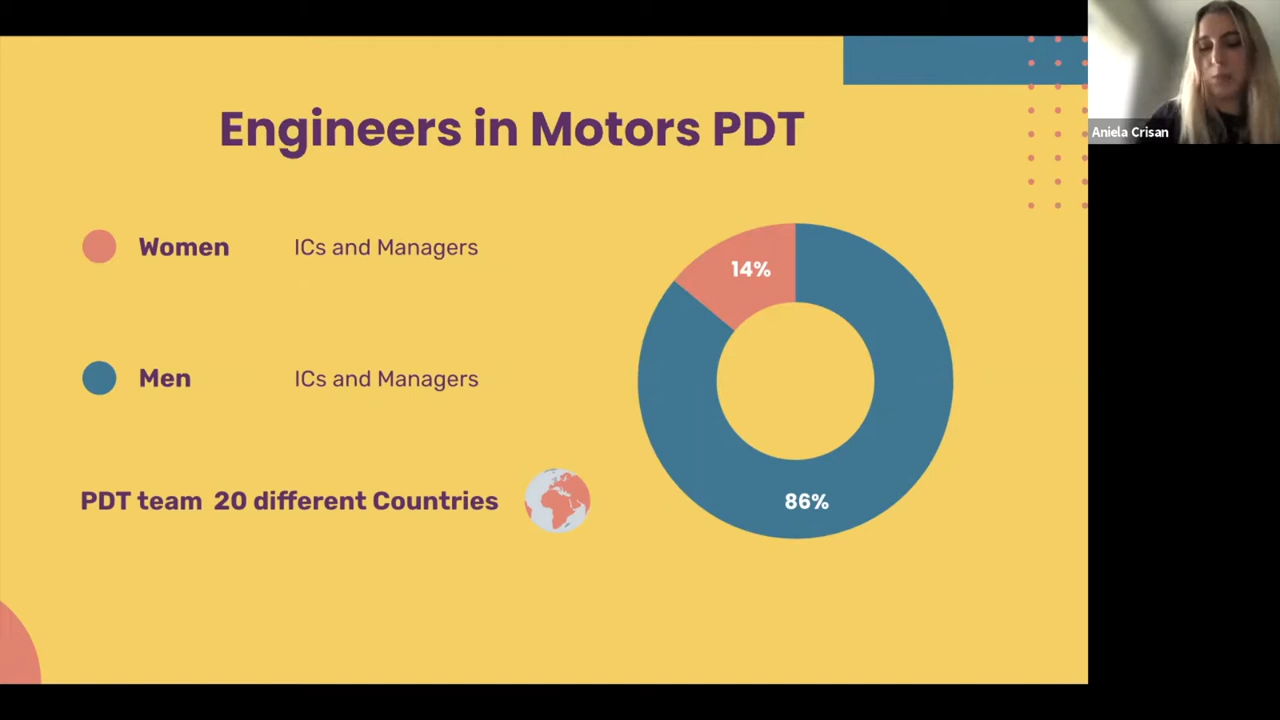 Engineers in Motors PDT
Women ICs and Managers
Men ICs and Managers
PDT team 20 different Countries
14%
86%
Aniela Crisan